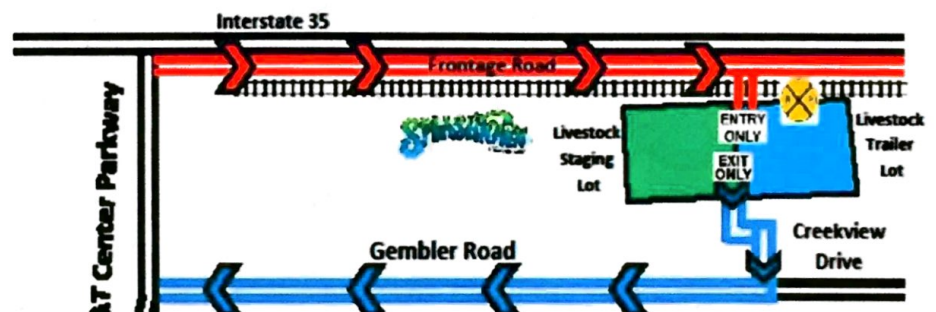 Interstate 35
Frontage Road
ENTRY
ONLY
Livestock
Staging
Lot
Livestock
Trailer
Lot
EXIT
ONLY
&T Center Parkway
Creekview
Drive
Gembler Road